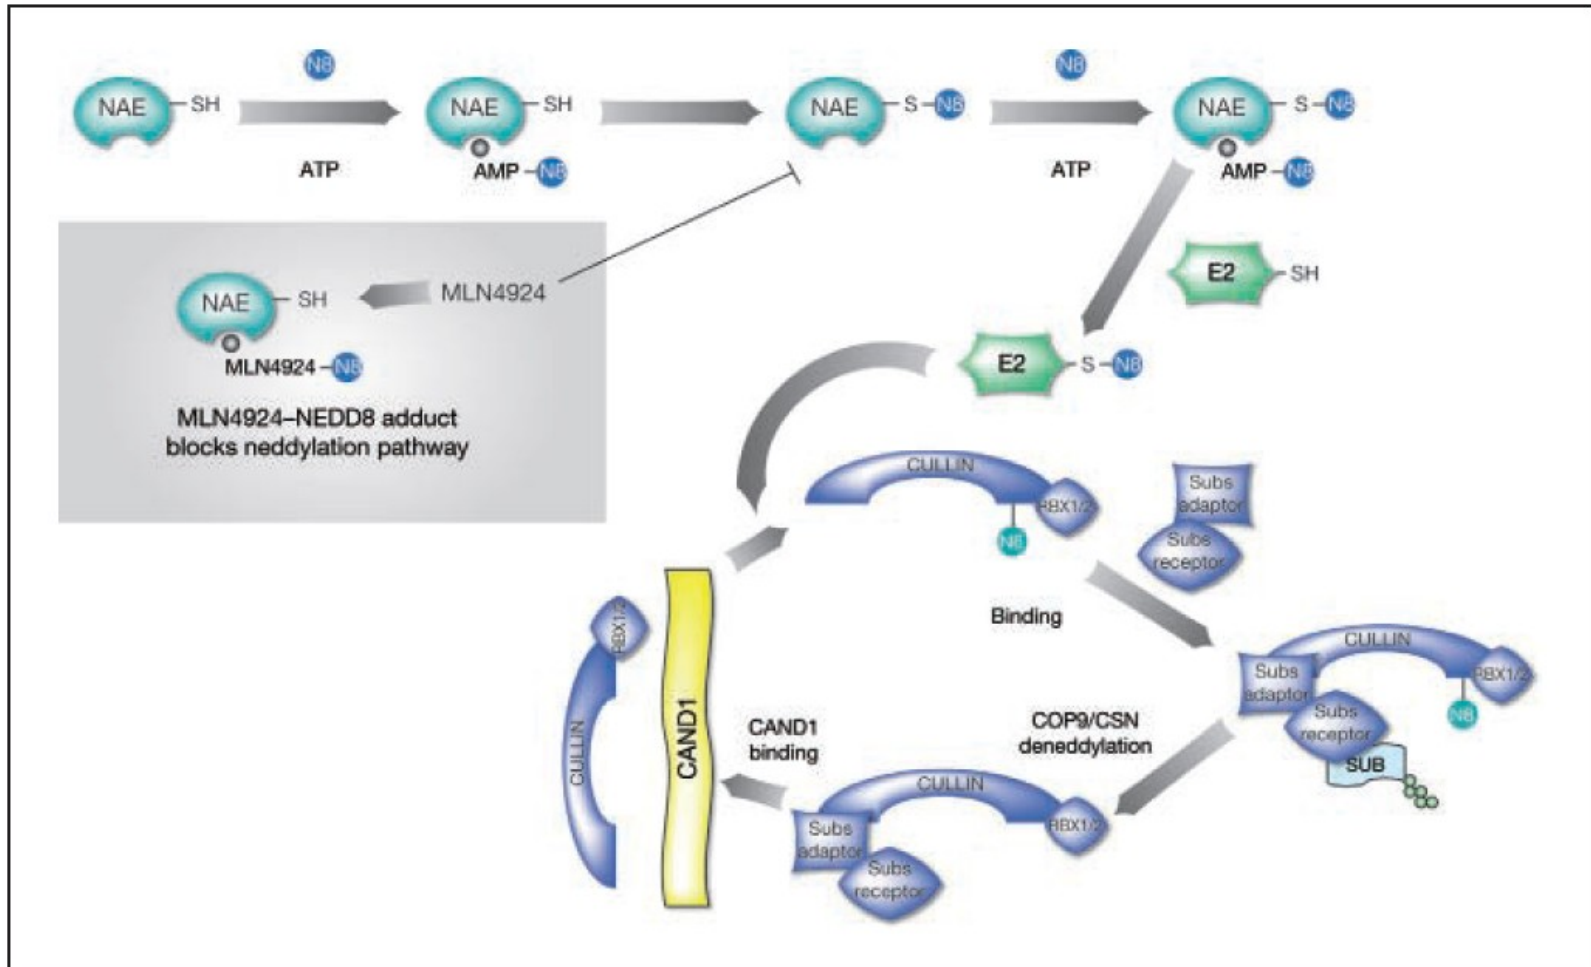 N8
N8
NAE
SH
NAE
SH
NAE
S
N8
NAE
S
N8
ATP
AMP
N8
ATP
AMP
N8
NAE
SH
MLN4924
E2
SH
MLN4924
N8
E2
S
N8
MLN4924–NEDD8 adduct
blocks neddylation pathway
CULLIN
RBX1/2
N8
Subs
adaptor
Subs
receptor
Binding
RBX1/2
CULLIN
CAND1
CULLIN
RBX1/2
Subs
adaptor
Subs
receptor
N8
SUB
CAND1
binding
COP9/CSN
deneddylation
CULLIN
RBX1/2
Subs
adaptor
Subs
receptor